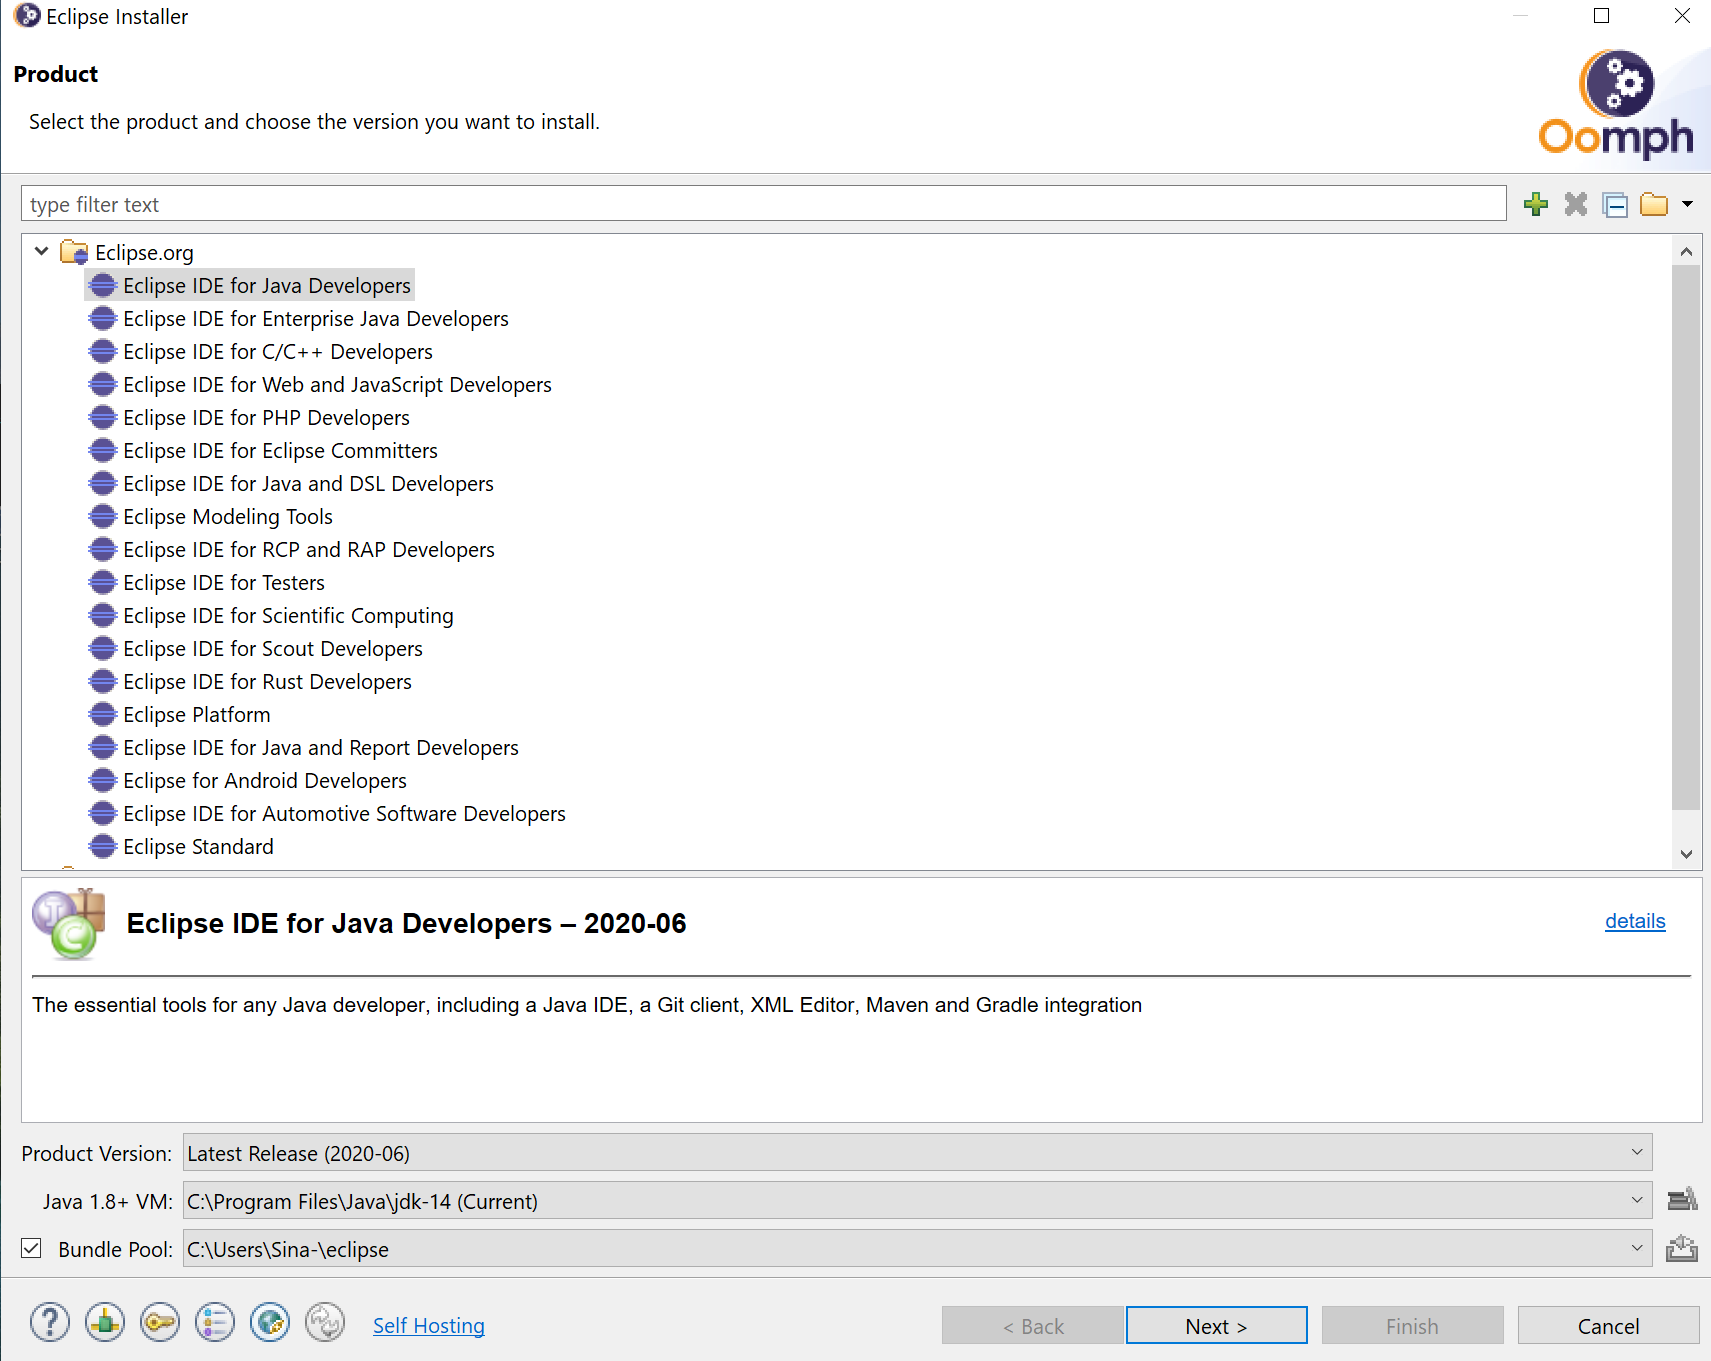 Eclipse Installer
Product
Select the product and choose the version you want to install.
Oomph
type filter text
Eclipse.org
Eclipse IDE for Java Developers
Eclipse IDE for Enterprise Java Developers
Eclipse IDE for C/C++ Developers
Eclipse IDE for Web and JavaScript Developers
Eclipse IDE for PHP Developers
Eclipse IDE for Eclipse Committers
Eclipse IDE for Java and DSL Developers
Eclipse Modeling Tools
Eclipse IDE for RCP and RAP Developers
Eclipse IDE for Testers
Eclipse IDE for Scientific Computing
Eclipse IDE for Scout Developers
Eclipse IDE for Rust Developers
Eclipse Platform
Eclipse IDE for Java and Report Developers
Eclipse for Android Developers
Eclipse IDE for Automotive Software Developers
Eclipse Standard
Eclipse IDE for Java Developers – 2020-06 details
The essential tools for any Java developer, including a Java IDE, a Git client, XML Editor, Maven and Gradle integration
Product Version: Latest Release (2020-06)
Java 1.8+ VM: C:\Program Files\Java\jdk-14 (Current)
Bundle Pool: C:\Users\Sina-\eclipse
? Self Hosting < Back Next > Finish Cancel